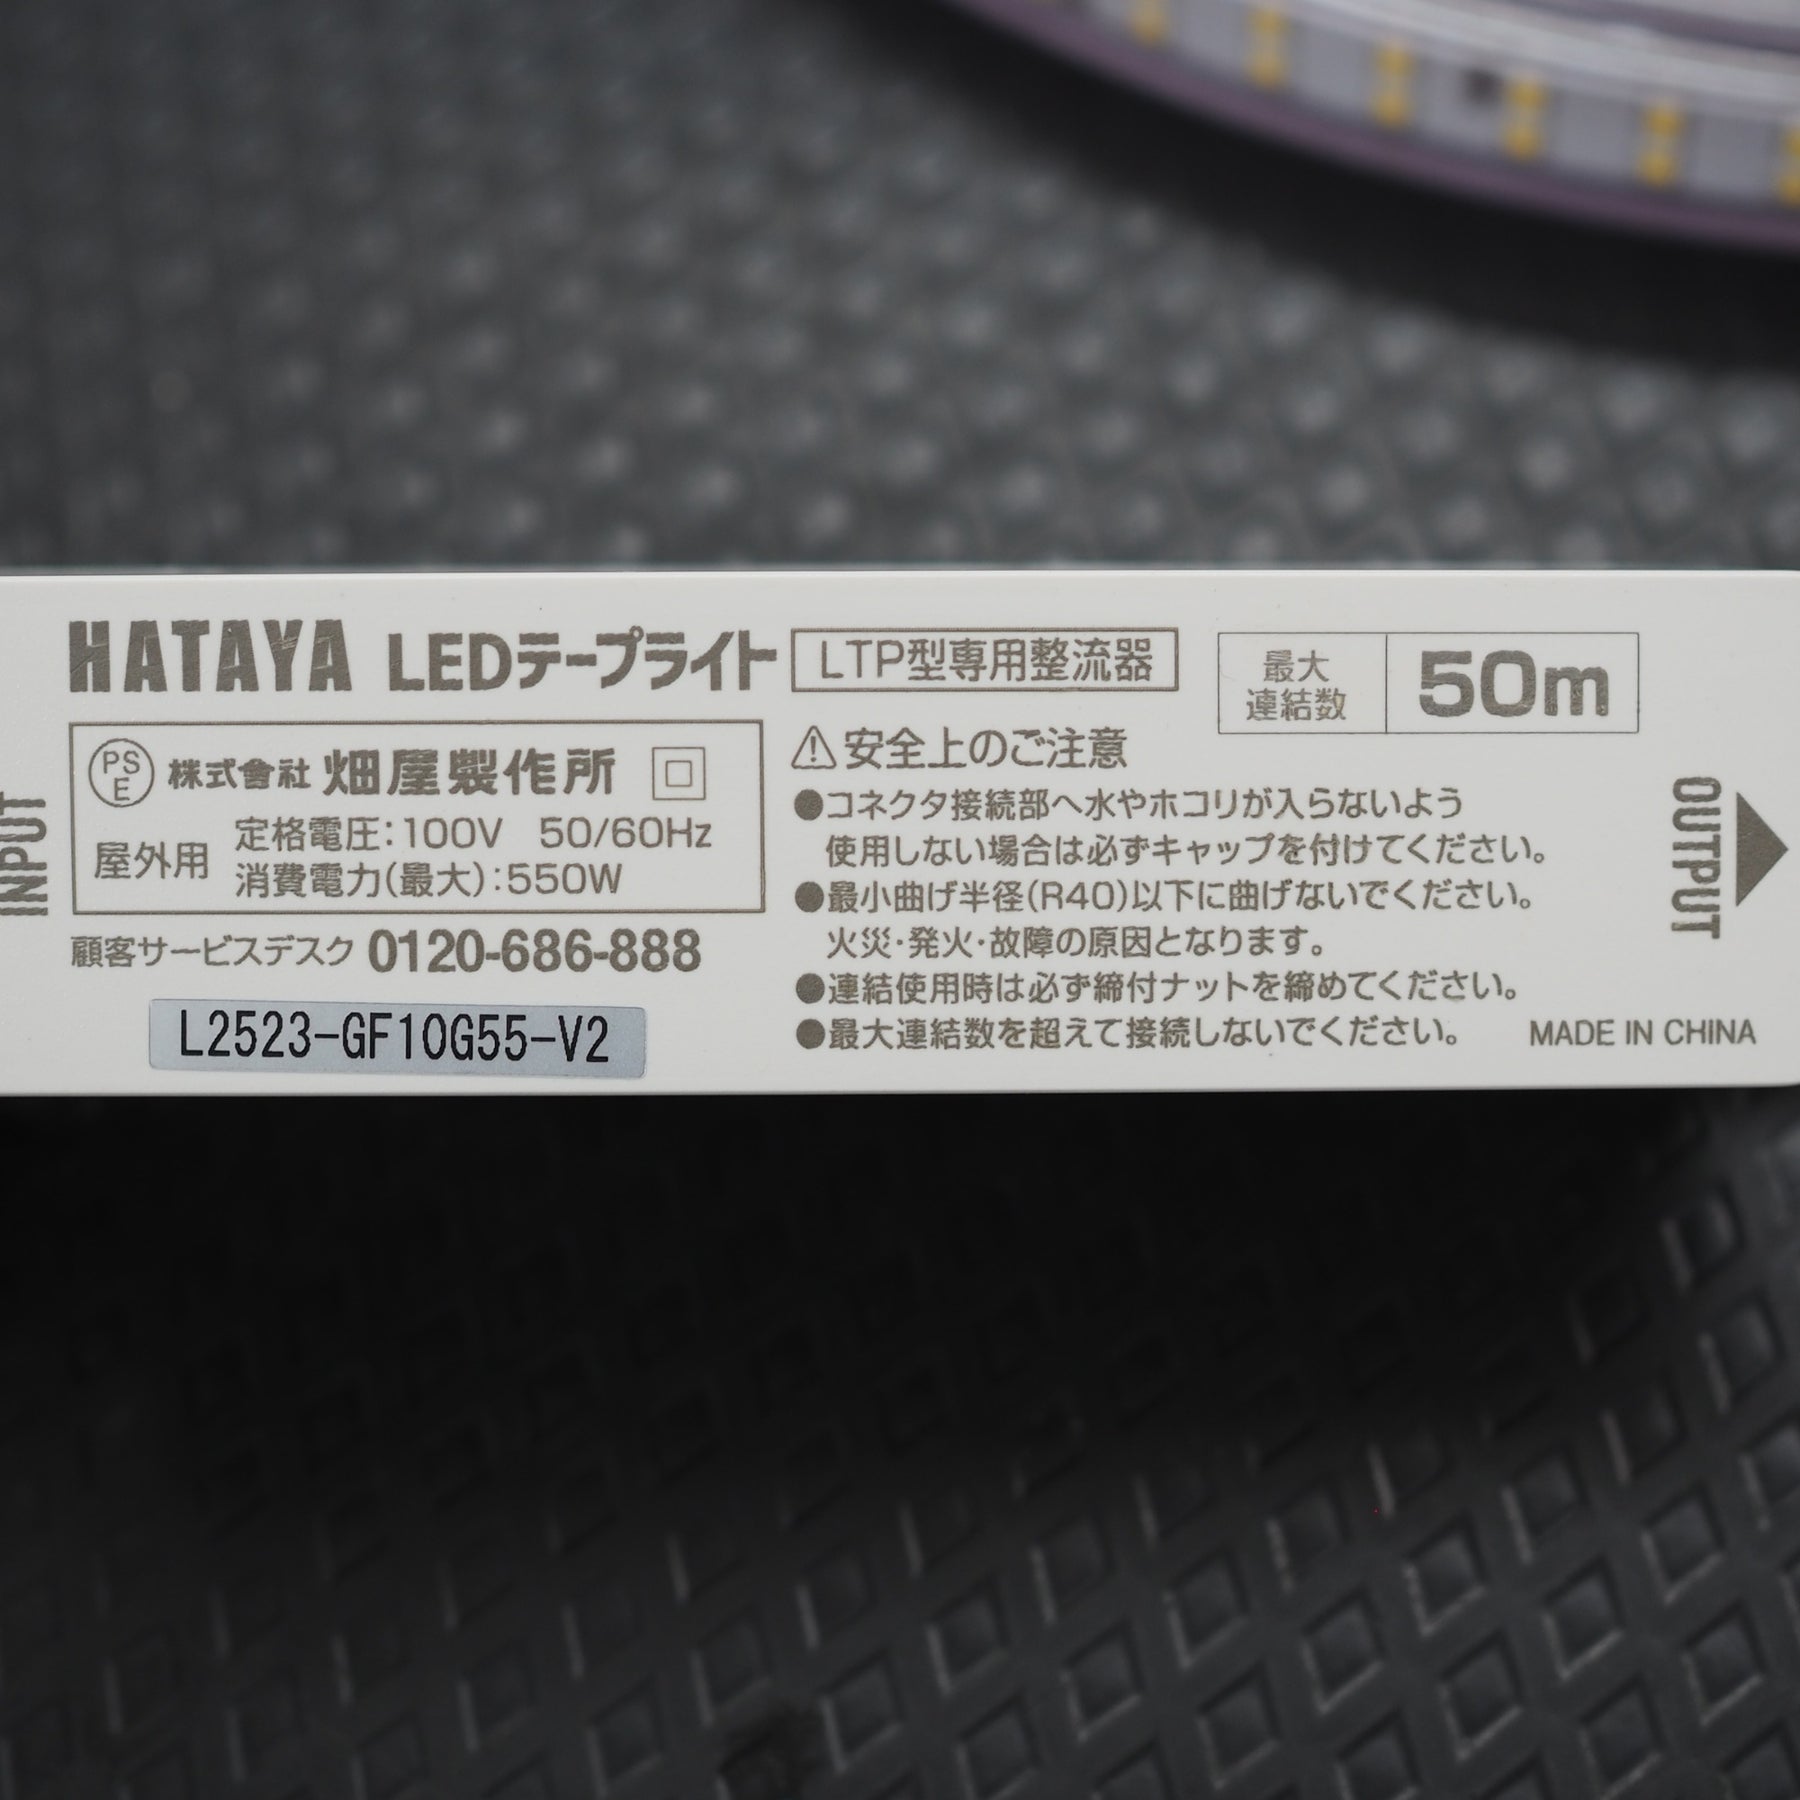 HATAYA LEDテープライト LTP型専用整流器
最大
連結数
50m
INPUT
PS
E
株式會社 畑屋製作所
屋外用
定格電圧:100V 50/60Hz
消費電力(最大):550W
顧客サービスデスク 0120-686-888
L2523-GF10G55-V2
⚠安全上のご注意
●コネクタ接続部へ水やホコリが入らないよう
使用しない場合は必ずキャップを付けてください。
●最小曲げ半径(R40)以下に曲げないでください。
火災・発火・故障の原因となります。
●連結使用時は必ず締付ナットを締めてください。
●最大連結数を超えて接続しないでください。
MADE IN CHINA
OUTPUT